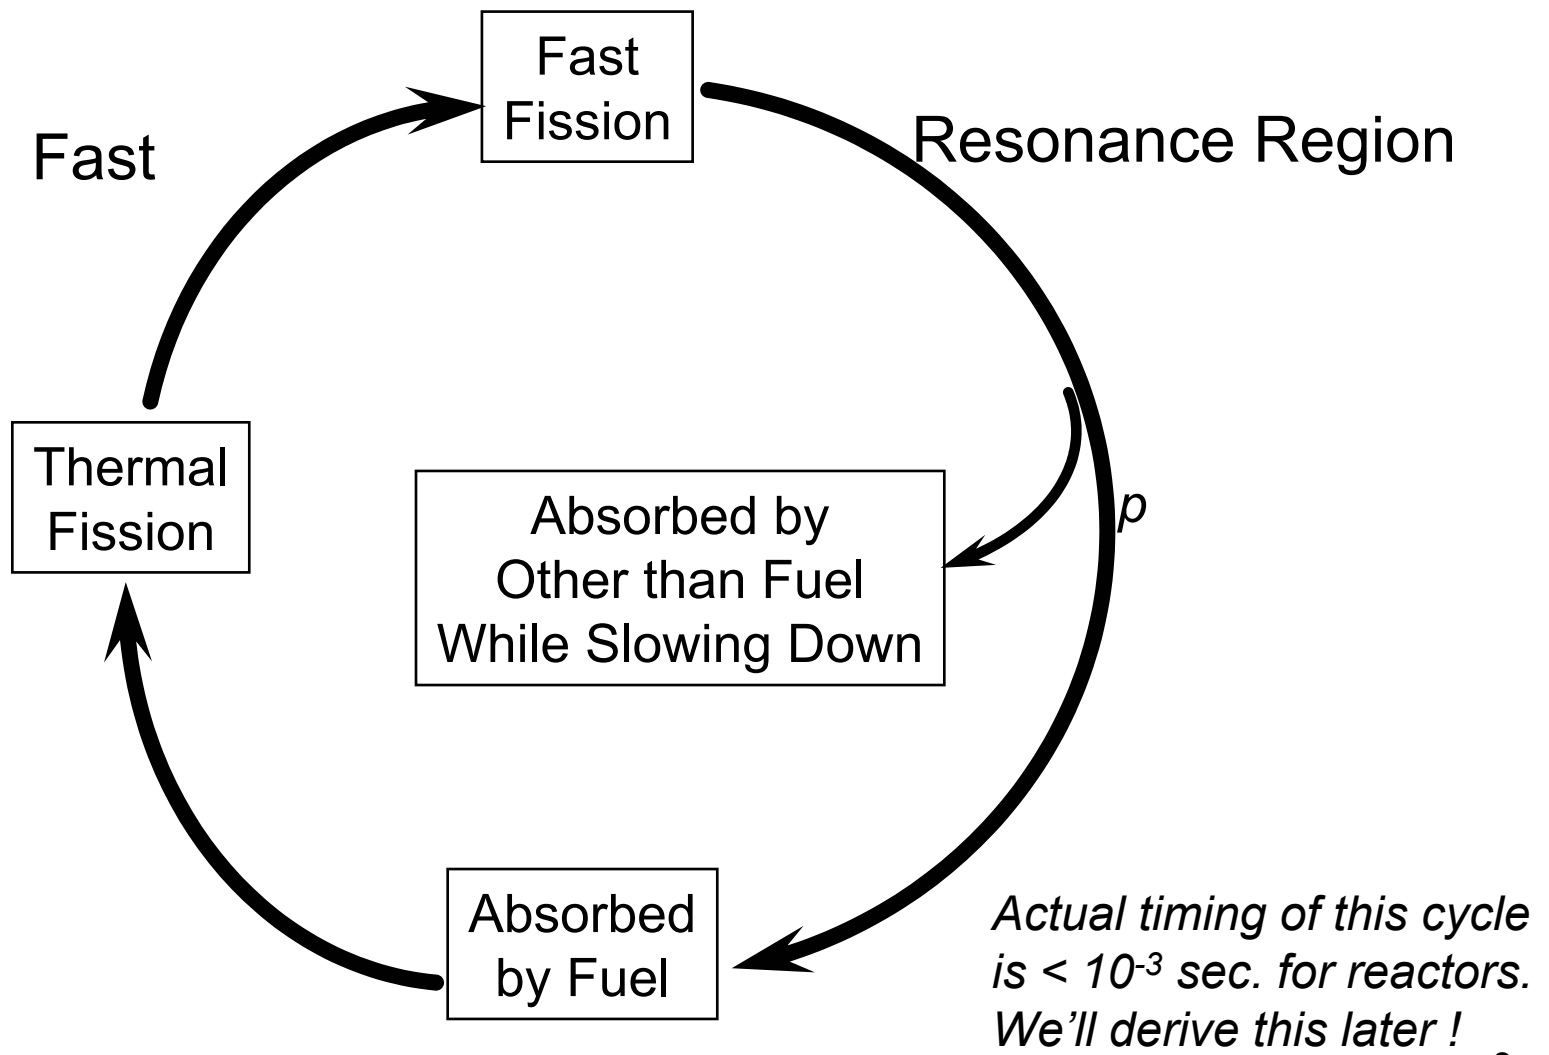 Fast
Fission
Fast
Resonance Region
Thermal
Fission
Absorbed by
Other than Fuel
While Slowing Down
p
Absorbed
by Fuel
Actual timing of this cycle
is < 10⁻³ sec. for reactors.
We'll derive this later !